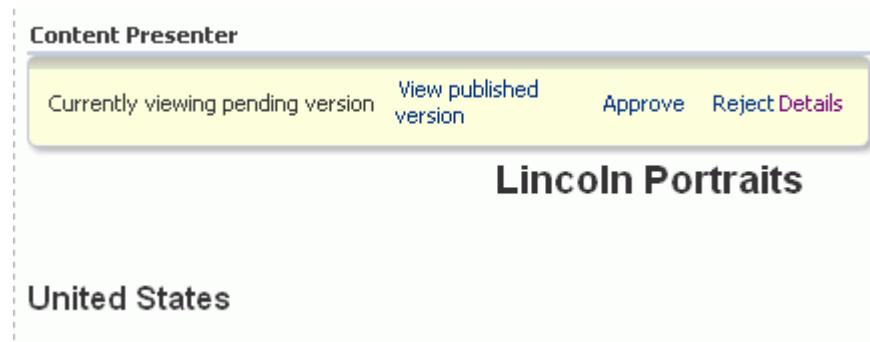 Content Presenter
Currently viewing pending version View published version Approve Reject Details
Lincoln Portraits
United States